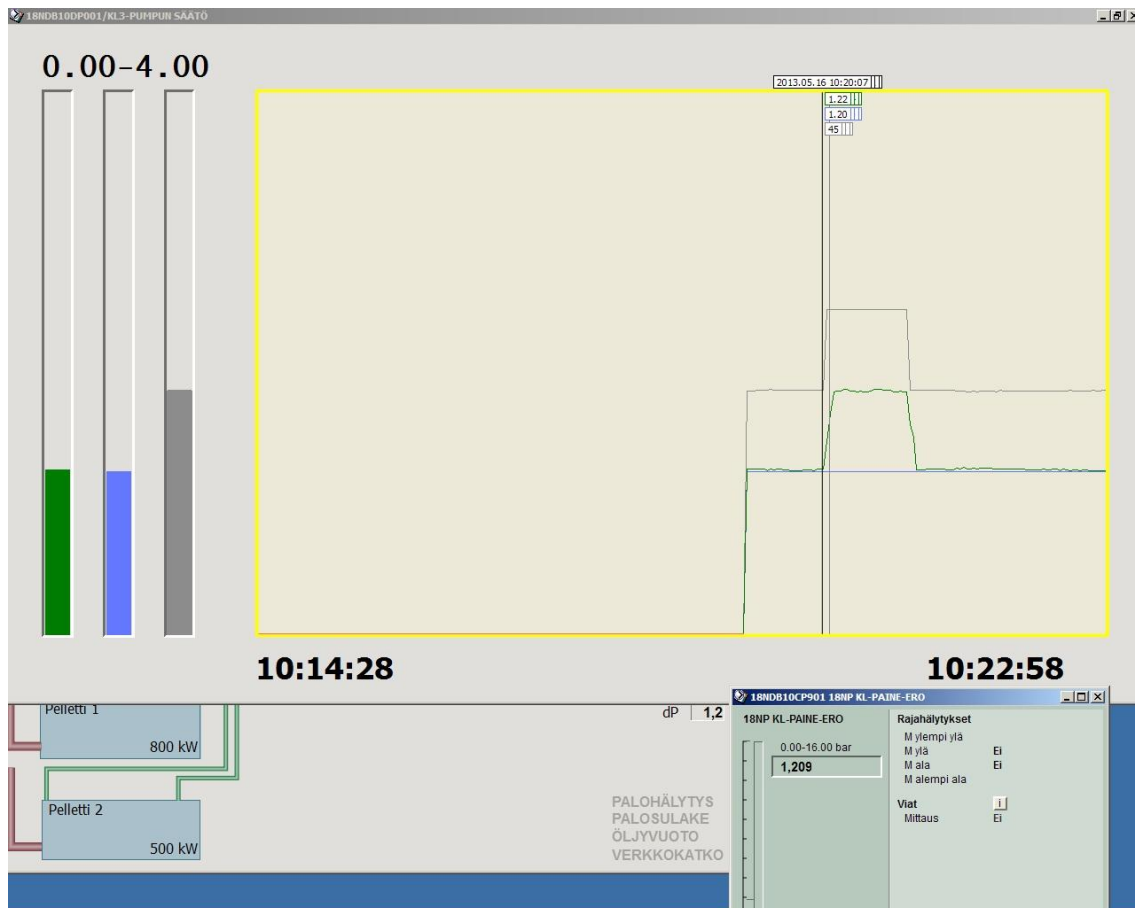 18NDB10DP001/KL3-PUMPUN SÄÄTÖ
0.00-4.00
2013.05.16 10:20:07
1.22
1.20
45
10:14:28
10:22:58
Pelletti 1
800 kW
dP 1,2
Pelletti 2
500 kW
PALOHÄLYTYS
PALOSULAKE
ÖLJYVUOTO
VERKKOKATKO
18NDB10CP901 18NP KL-PAINE-ERO
18NP KL-PAINE-ERO
0.00-16.00 bar
1,209
Rajahälytykset
M ylempi ylä
M ylä Ei
M ala Ei
M alempi ala
Viat i
Mittaus Ei